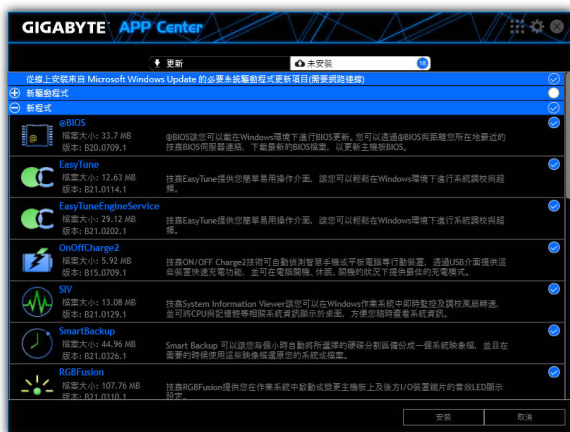 GIGABYTE APP Center
更新
未安裝
18
從線上安裝來自 Microsoft Windows Update 的必要系統驅動程式更新項目(需要網路連線)
新驅動程式
新程式
@BIOS
檔案大小: 33.7 MB
版本: B20.0709.1
@BIOS讓您可以載在Windows環境下進行BIOS更新。您可以透過@BIOS與距離您所在地最近的
技嘉BIOS伺服器連結，下載最新的BIOS檔案，以更新主機板BIOS。
EasyTune
檔案大小: 12.63 MB
版本: B21.0114.1
技嘉EasyTune提供您簡單易用操作介面，讓您可以輕鬆在Windows環境下進行系統調校與超
頻。
EasyTuneEngineService
檔案大小: 29.12 MB
版本: B21.0202.1
技嘉EasyTune提供您簡單易用操作介面，讓您可以輕鬆在Windows環境下進行系統調校與超
頻。
OnOffCharge2
檔案大小: 5.92 MB
版本: B15.0709.1
技嘉ON/OFF Charge2技術可自動偵測智慧手機或平板電腦等行動裝置，透過USB介面提供這
些裝置快速充電功能，並可在電腦開機、休眠、關機的狀況下提供最佳的充電模式。
SIV
檔案大小: 13.08 MB
版本: B21.0129.1
技嘉System Information Viewer讓您可以在Windows作業系統中即時監控及調校風扇轉速，
並可將CPU與記憶體等相關系統資訊顯示於桌面，方便您隨時查看系統資訊。
SmartBackup
檔案大小: 44.96 MB
版本: B21.0326.1
Smart Backup 可以讓您每個小時自動將所選擇的硬碟分割區備份成一個系統映象檔，並且在
需要的時候使用這些映像檔還原您的系統或檔案。
RGBFusion
檔案大小: 107.76 MB
版本: B21.0310.1
技嘉RGBFusion提供您在作業系統中啟動或變更主機板上及後方I/O裝置鐵片的音效LED顯示
設定。
安裝
取消